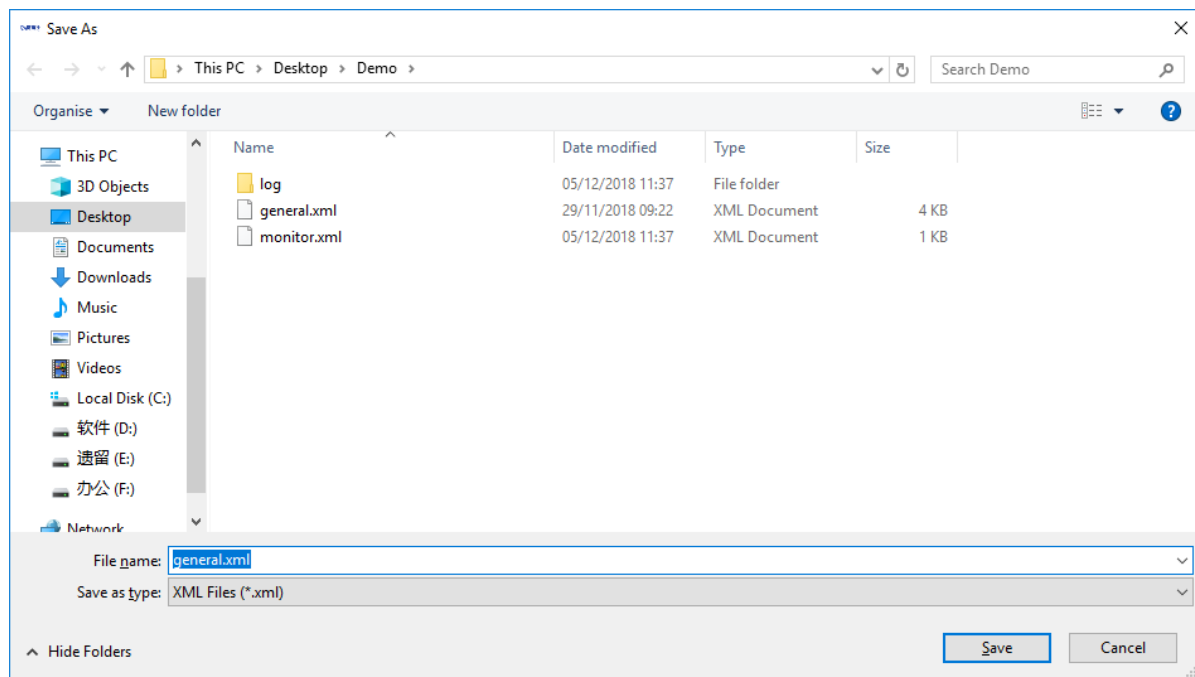 Save As
This PC > Desktop > Demo >
Search Demo
Organise
New folder
Name
Date modified
Type
Size
This PC
3D Objects
Desktop
Documents
Downloads
Music
Pictures
Videos
Local Disk (C:)
软件 (D:)
遗留 (E:)
办公 (F:)
Network
log 05/12/2018 11:37 File folder
general.xml 29/11/2018 09:22 XML Document 4 KB
monitor.xml 05/12/2018 11:37 XML Document 1 KB
File name: general.xml
Save as type: XML Files (*.xml)
Hide Folders
Save
Cancel